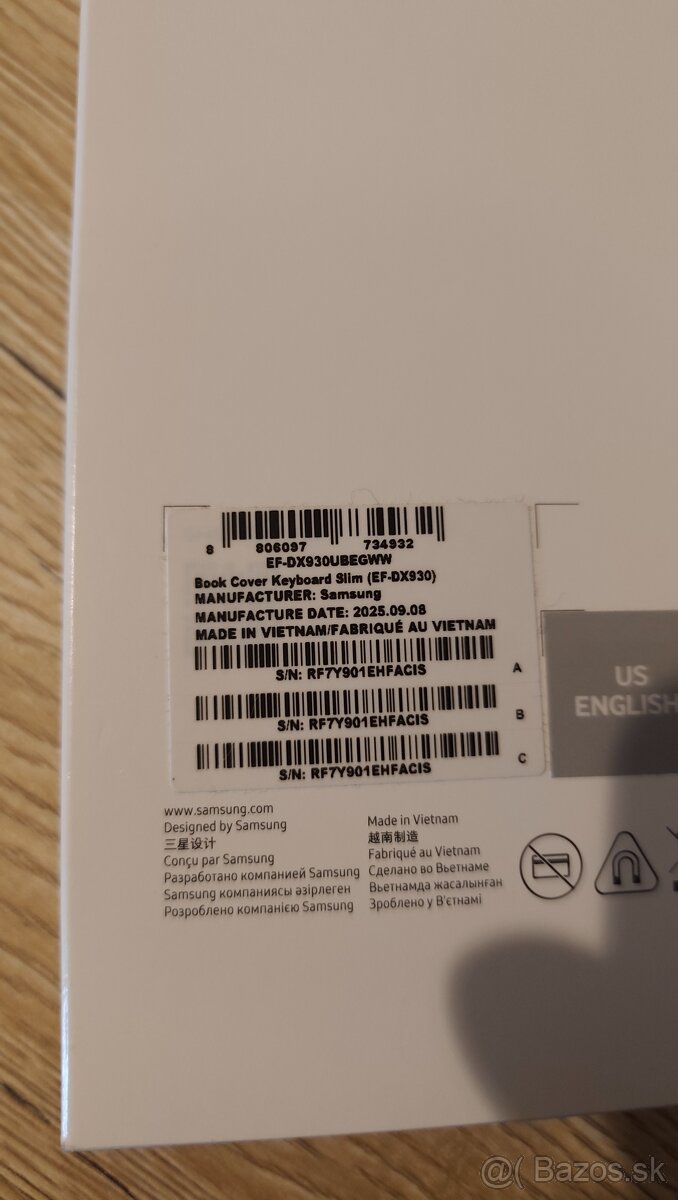 8 806097 734932
EF-DX930UBEGWW
Book Cover Keyboard Slim (EF-DX930)
MANUFACTURER: Samsung
MANUFACTURE DATE: 2025.09.08
MADE IN VIETNAM/FABRIQUÉ AU VIETNAM
S/N: RF7Y901EHFACIS
A
S/N: RF7Y901EHFACIS
B
S/N: RF7Y901EHFACIS
C
US
ENGLISH
www.samsung.com
Designed by Samsung
三星设计
Conçu par Samsung
Разработано компанией Samsung
Samsung компаниясы әзірлеген
Розроблено компанією Samsung
Made in Vietnam
越南制造
Fabriqué au Vietnam
Сделано во Вьетнаме
Вьетнамда жасалынған
Зроблено у В'єтнамі
@( Bazos.sk